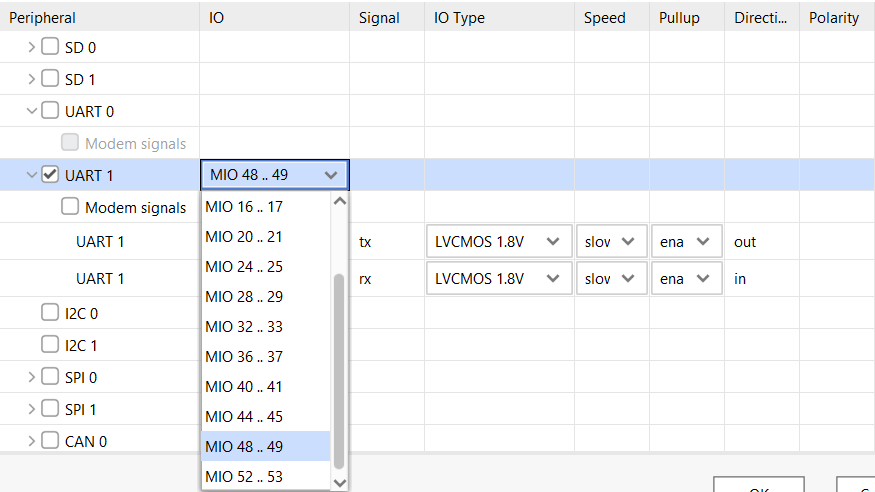 Peripheral IO Signal IO Type Speed Pullup Directi... Polarity
SD 0
SD 1
UART 0
Modem signals
UART 1 MIO 48 .. 49
Modem signals MIO 16 .. 17
MIO 20 .. 21
UART 1 tx LVCMOS 1.8V slov ena out
MIO 24 .. 25
UART 1 MIO 28 .. 29 rx LVCMOS 1.8V slov ena in
I2C 0
MIO 32 .. 33
I2C 1
MIO 36 .. 37
SPI 0
MIO 40 .. 41
SPI 1 MIO 44 .. 45
CAN 0 MIO 48 .. 49
MIO 52 .. 53